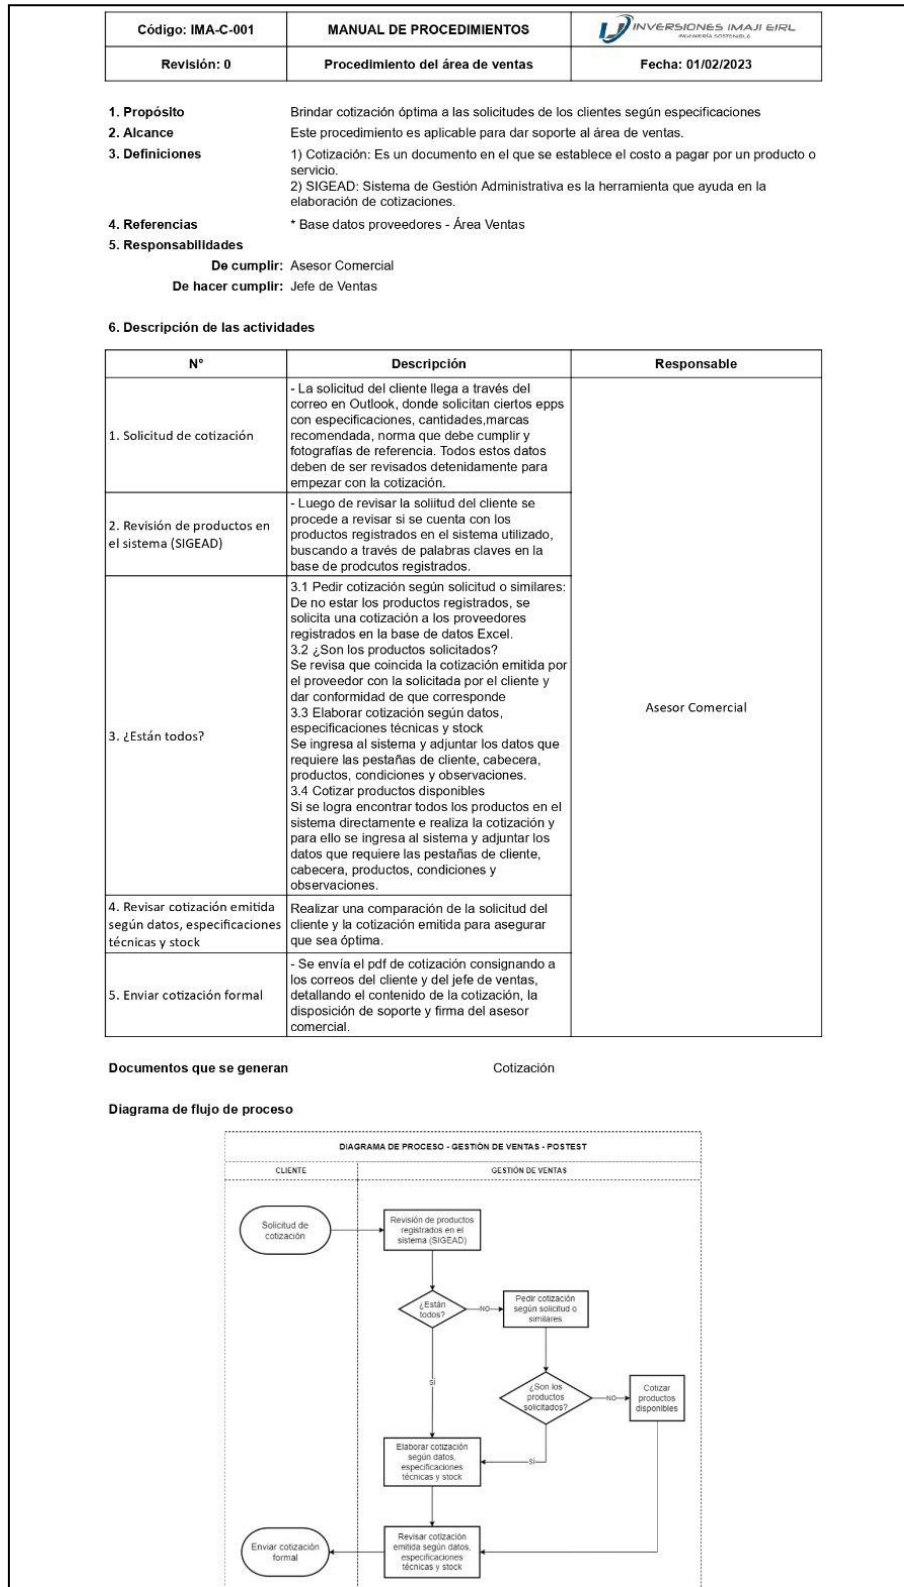 Código: IMA-C-001
MANUAL DE PROCEDIMIENTOS
INVERSIONES IMAJI EIRL
INGENIERÍA SOSTENIBLE
Revisión: 0
Procedimiento del área de ventas
Fecha: 01/02/2023
1. Propósito
Brindar cotización óptima a las solicitudes de los clientes según especificaciones
2. Alcance
Este procedimiento es aplicable para dar soporte al área de ventas.
3. Definiciones
1) Cotización: Es un documento en el que se establece el costo a pagar por un producto o
servicio.
2) SIGEAD: Sistema de Gestión Administrativa es la herramienta que ayuda en la
elaboración de cotizaciones.
4. Referencias
* Base datos proveedores - Área Ventas
5. Responsabilidades
De cumplir: Asesor Comercial
De hacer cumplir: Jefe de Ventas
6. Descripción de las actividades
N°
Descripción
Responsable
1. Solicitud de cotización
- La solicitud del cliente llega a través del
correo en Outlook, donde solicitan ciertos epps
con especificaciones, cantidades,marcas
recomendada, norma que debe cumplir y
fotografías de referencia. Todos estos datos
deben de ser revisados detenidamente para
empezar con la cotización.
2. Revisión de productos en
el sistema (SIGEAD)
- Luego de revisar la soliitud del cliente se
procede a revisar si se cuenta con los
productos registrados en el sistema utilizado,
buscando a través de palabras claves en la
base de prodcutos registrados.
3. ¿Están todos?
3.1 Pedir cotización según solicitud o similares:
De no estar los productos registrados, se
solicita una cotización a los proveedores
registrados en la base de datos Excel.
3.2 ¿Son los productos solicitados?
Se revisa que coincida la cotización emitida por
el proveedor con la solicitada por el cliente y
dar conformidad de que corresponde
3.3 Elaborar cotización según datos,
especificaciones técnicas y stock
Se ingresa al sistema y adjuntar los datos que
requiere las pestañas de cliente, cabecera,
productos, condiciones y observaciones.
3.4 Cotizar productos disponibles
Si se logra encontrar todos los productos en el
sistema directamente e realiza la cotización y
para ello se ingresa al sistema y adjuntar los
datos que requiere las pestañas de cliente,
cabecera, productos, condiciones y
observaciones.
Asesor Comercial
4. Revisar cotización emitida
según datos, especificaciones
técnicas y stock
Realizar una comparación de la solicitud del
cliente y la cotización emitida para asegurar
que sea óptima.
5. Enviar cotización formal
- Se envía el pdf de cotización consignando a
los correos del cliente y del jefe de ventas,
detallando el contenido de la cotización, la
disposición de soporte y firma del asesor
comercial.
Documentos que se generan
Cotización
Diagrama de flujo de proceso
DIAGRAMA DE PROCESO - GESTIÓN DE VENTAS - POSTEST
CLIENTE
GESTIÓN DE VENTAS
Solicitud de
cotización
Revisión de productos
registrados en el
sistema (SIGEAD)
¿Están
todos?
NO
Pedir cotización
según solicitud o
similares
SÍ
¿Son los
productos
solicitados?
NO
Cotizar
productos
disponibles
Elaborar cotización
según datos,
especificaciones
técnicas y stock
SÍ
Enviar cotización
formal
Revisar cotización
emitida según datos,
especificaciones
técnicas y stock